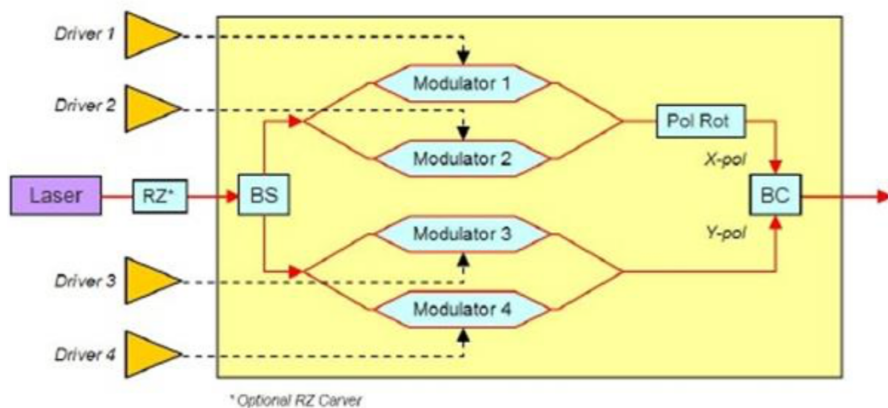 Driver 1
Modulator 1
Driver 2
Pol Rot
Modulator 2
X-pol
Laser
RZ*
BS
BC
Modulator 3
Y-pol
Driver 3
Modulator 4
Driver 4
* Optional RZ Carver